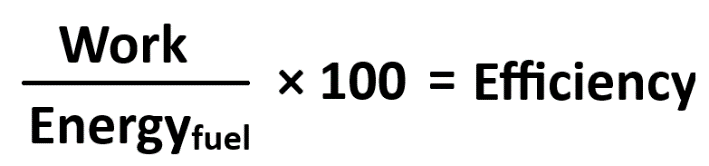 Work
Energyfuel
× 100 = Efficiency